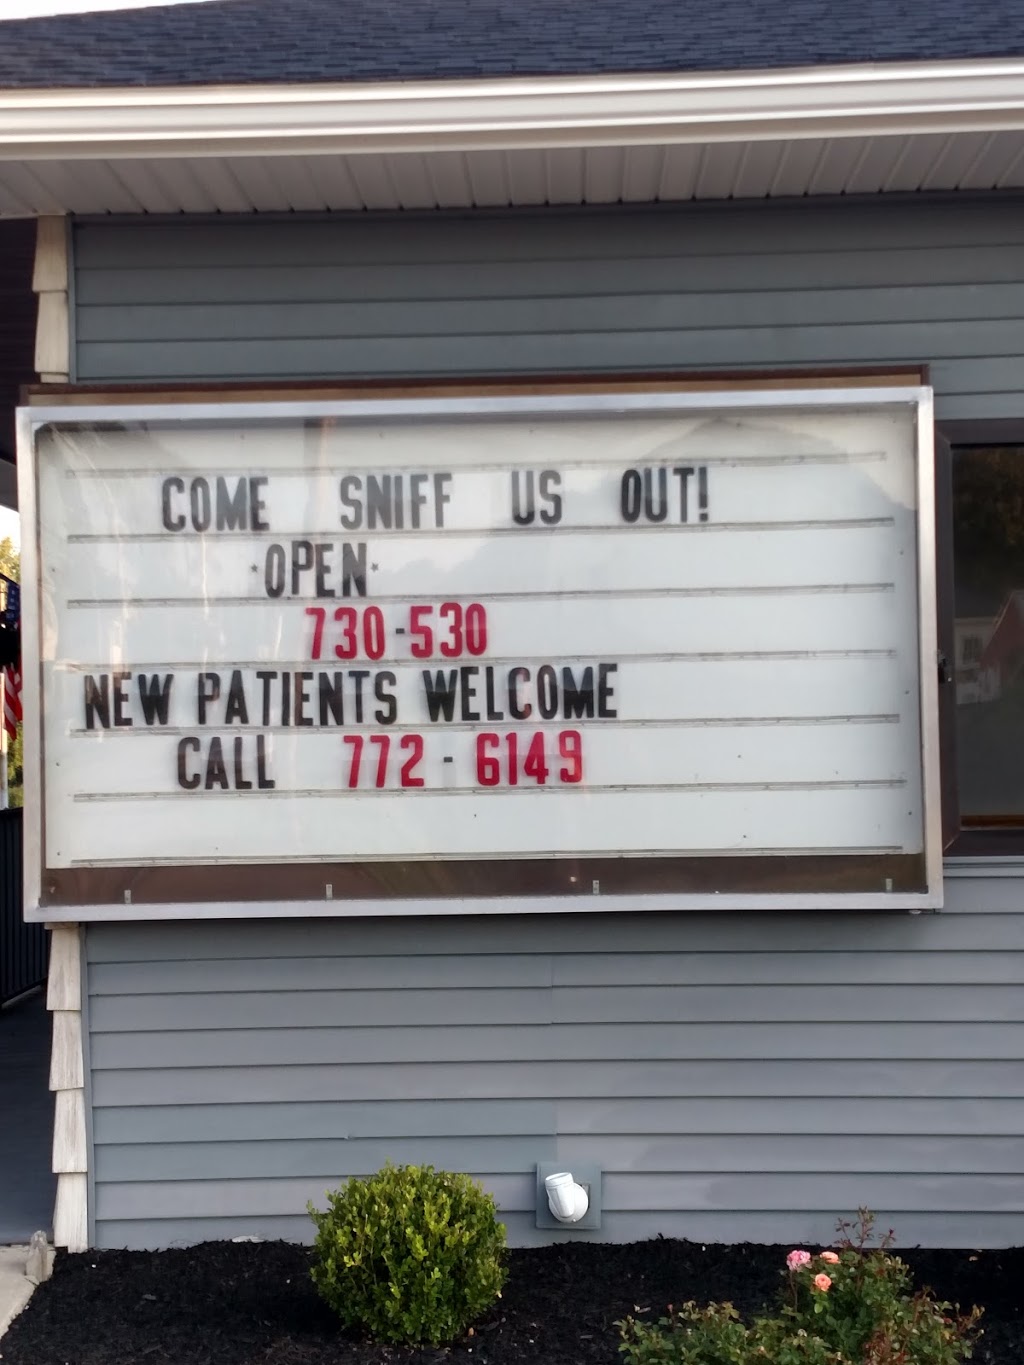 COME SNIFF US OUT!
·OPEN·
730-530
NEW PATIENTS WELCOME
CALL 772-6149